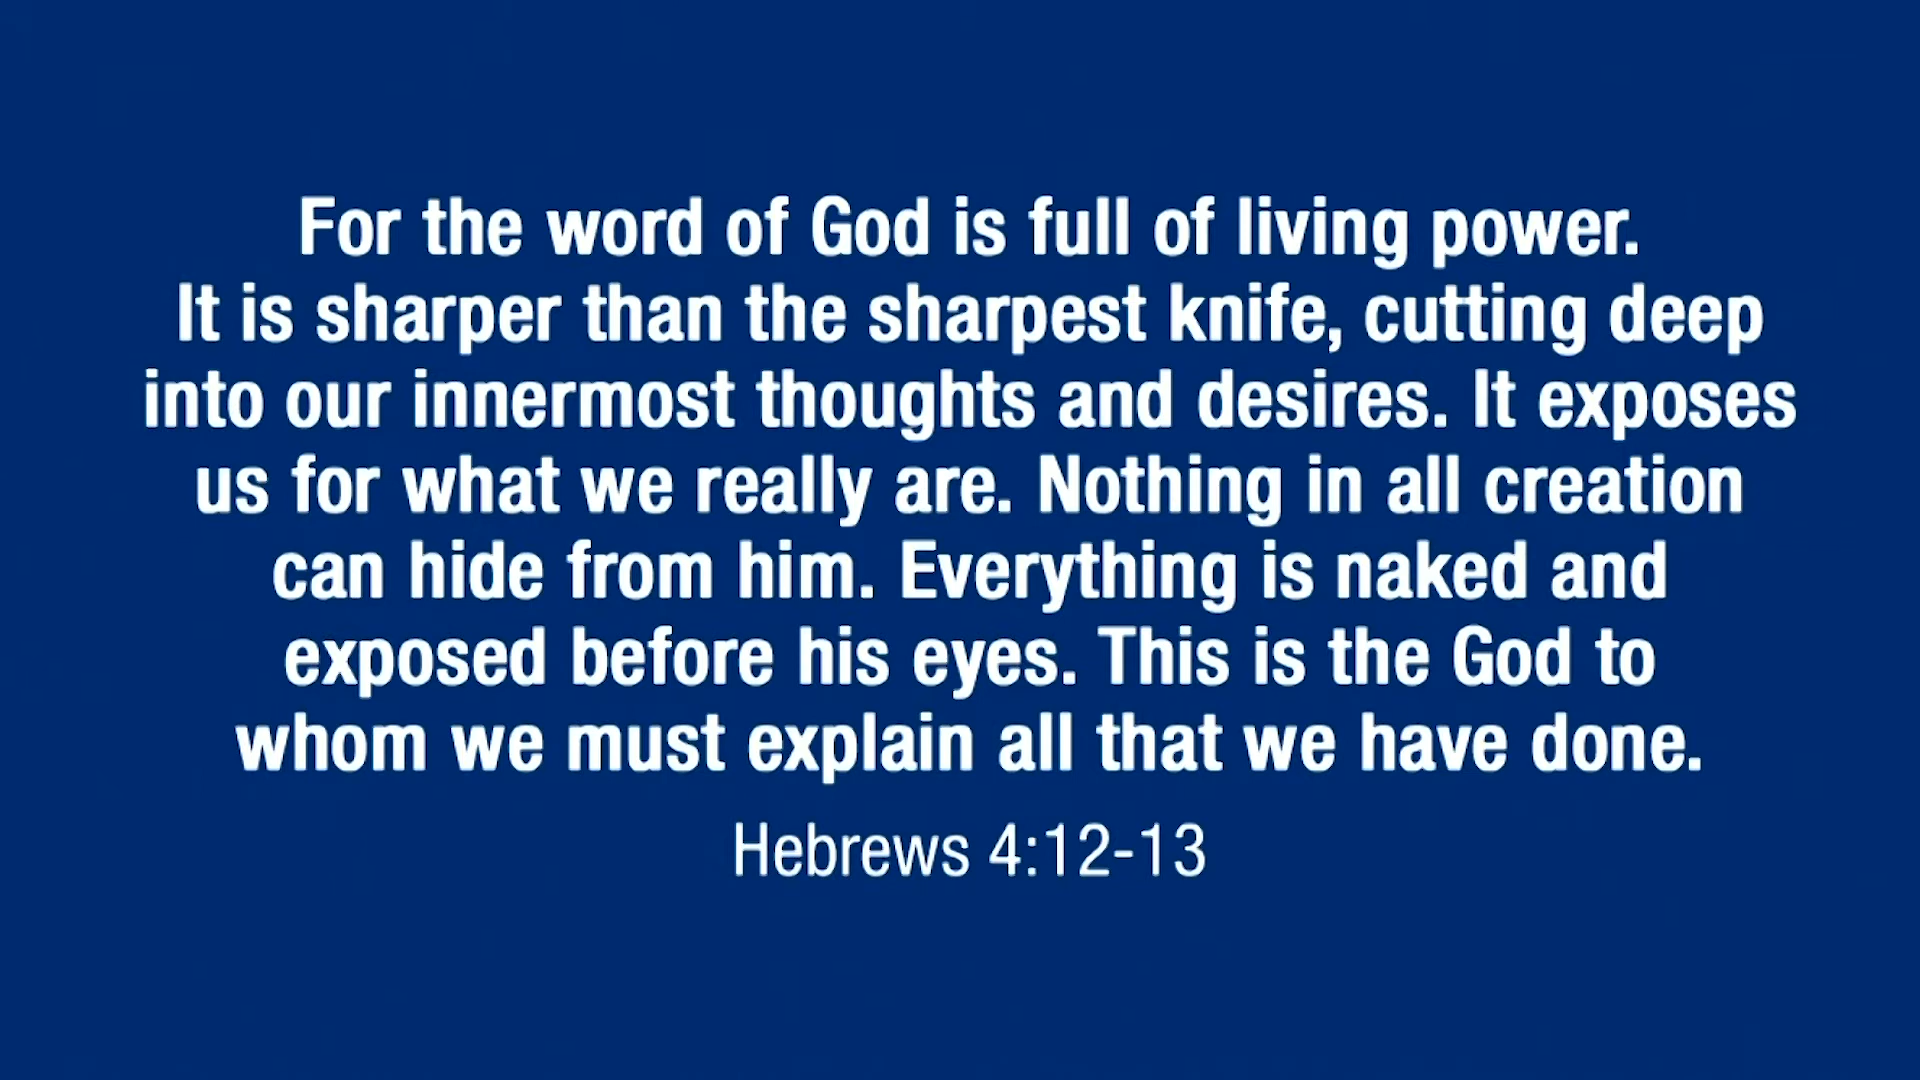 For the word of God is full of living power.
It is sharper than the sharpest knife, cutting deep
into our innermost thoughts and desires. It exposes
us for what we really are. Nothing in all creation
can hide from him. Everything is naked and
exposed before his eyes. This is the God to
whom we must explain all that we have done.
Hebrews 4:12-13